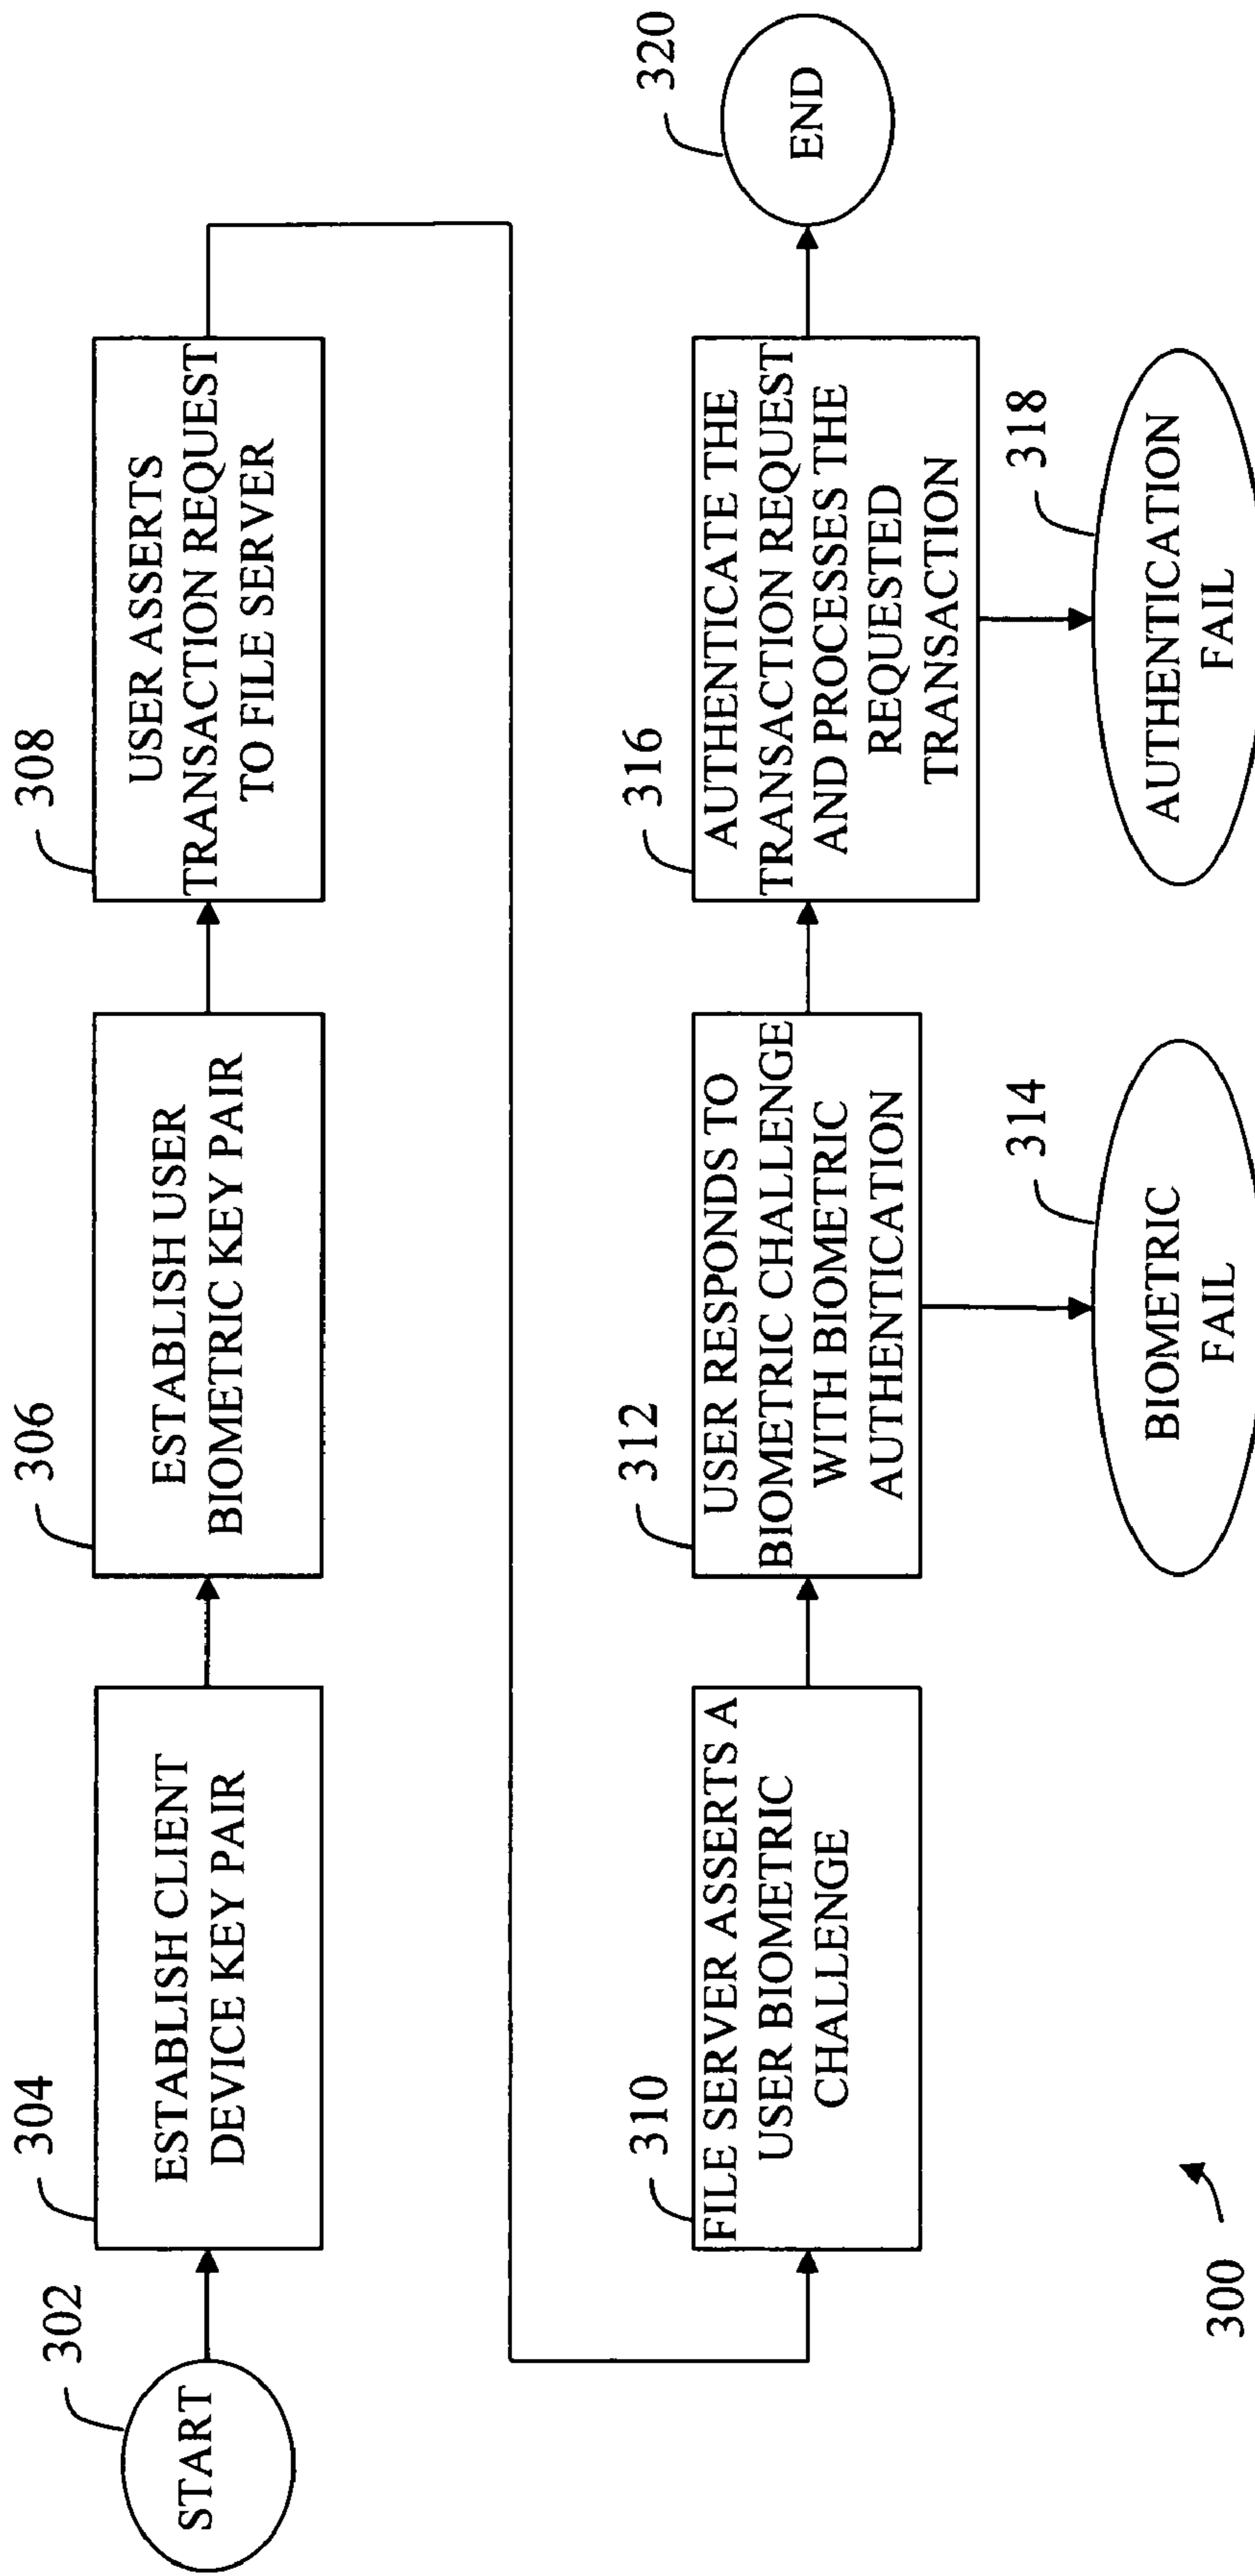 302
START
304
ESTABLISH CLIENT
DEVICE KEY PAIR
306
ESTABLISH USER
BIOMETRIC KEY PAIR
308
USER ASSERTS
TRANSACTION REQUEST
TO FILE SERVER
310
FILE SERVER ASSERTS A
USER BIOMETRIC
CHALLENGE
312
USER RESPONDS TO
BIOMETRIC CHALLENGE
WITH BIOMETRIC
AUTHENTICATION
314
BIOMETRIC
FAIL
316
AUTHENTICATE THE
TRANSACTION REQUEST
AND PROCESSES THE
REQUESTED
TRANSACTION
318
AUTHENTICATION
FAIL
320
END
300